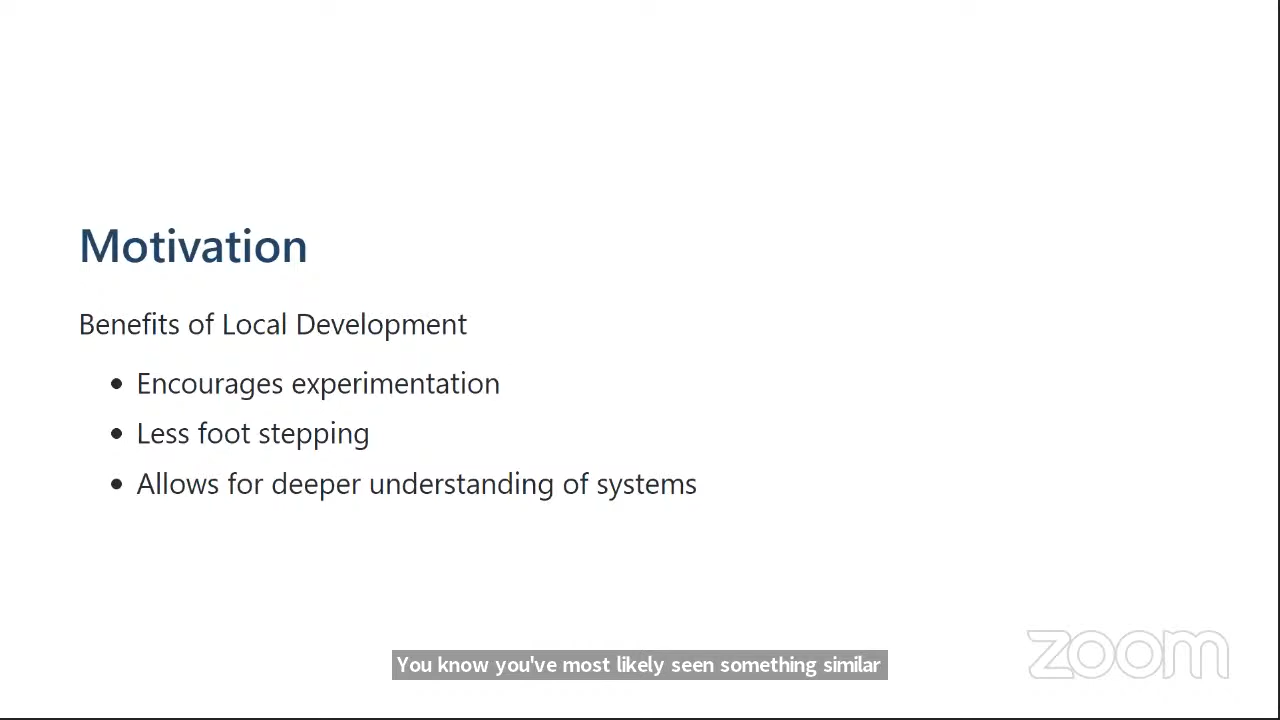 Motivation
Benefits of Local Development
Encourages experimentation
Less foot stepping
Allows for deeper understanding of systems
You know you've most likely seen something similar
zoom